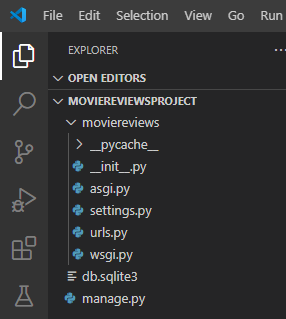 File Edit Selection View Go Run
EXPLORER ...
OPEN EDITORS
MOVIEREVIEWSPROJECT
moviereviews
__pycache__
__init__.py
asgi.py
settings.py
urls.py
wsgi.py
db.sqlite3
manage.py